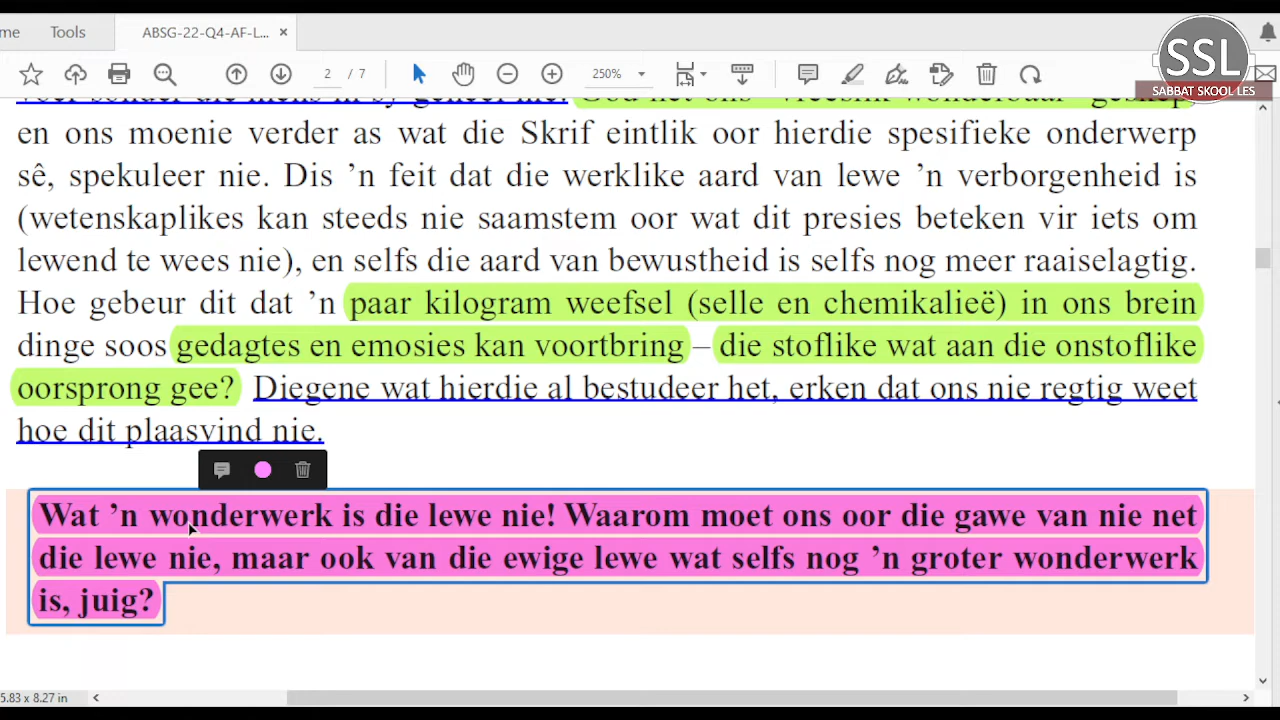 me Tools ABSG-22-Q4-AF-L... ×
2 / 7 250%
SSL
SABBAT SKOOL LES
en ons moenie verder as wat die Skrif eintlik oor hierdie spesifieke onderwerp
sê, spekuleer nie. Dis ’n feit dat die werklike aard van lewe ’n verborgenheid is
(wetenskaplikes kan steeds nie saamstem oor wat dit presies beteken vir iets om
lewend te wees nie), en selfs die aard van bewustheid is selfs nog meer raaiselagtig.
Hoe gebeur dit dat ’n paar kilogram weefsel (selle en chemikalieë) in ons brein
dinge soos gedagtes en emosies kan voortbring—die stoflike wat aan die onstoflike
oorsprong gee? Diegene wat hierdie al bestudeer het, erken dat ons nie regtig weet
hoe dit plaasvind nie.
Wat ’n wonderwerk is die lewe nie! Waarom moet ons oor die gawe van nie net
die lewe nie, maar ook van die ewige lewe wat selfs nog ’n groter wonderwerk
is, juig?
5.83 x 8.27 in